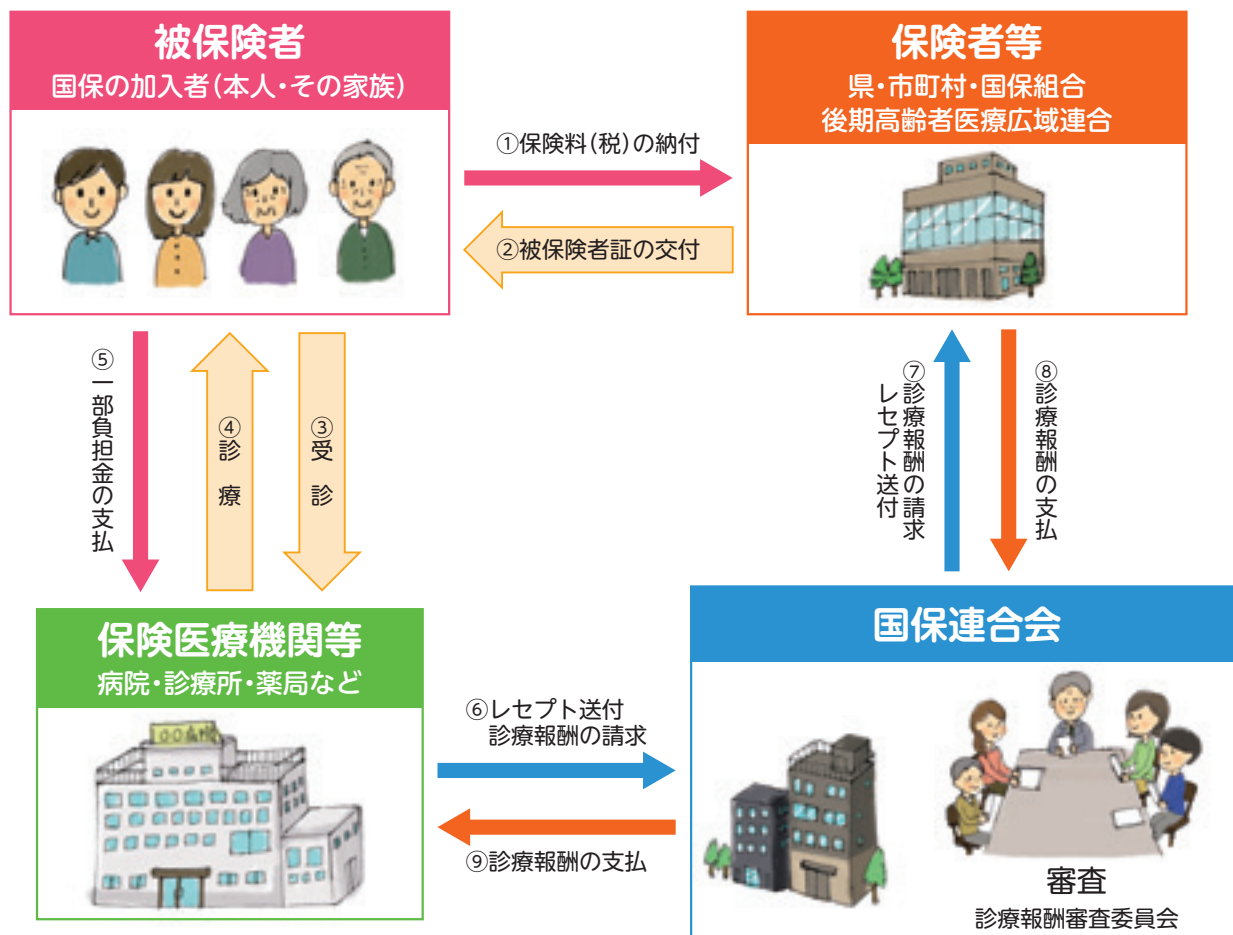 被保険者
国保の加入者(本人・その家族)
保険者等
県・市町村・国保組合
後期高齢者医療広域連合
①保険料(税)の納付
②被保険者証の交付
⑤一部負担金の支払
④診療
③受診
⑦診療報酬の請求
レセプト送付
⑧診療報酬の支払
保険医療機関等
病院・診療所・薬局など
⑥レセプト送付
診療報酬の請求
⑨診療報酬の支払
国保連合会
審査
診療報酬審査委員会